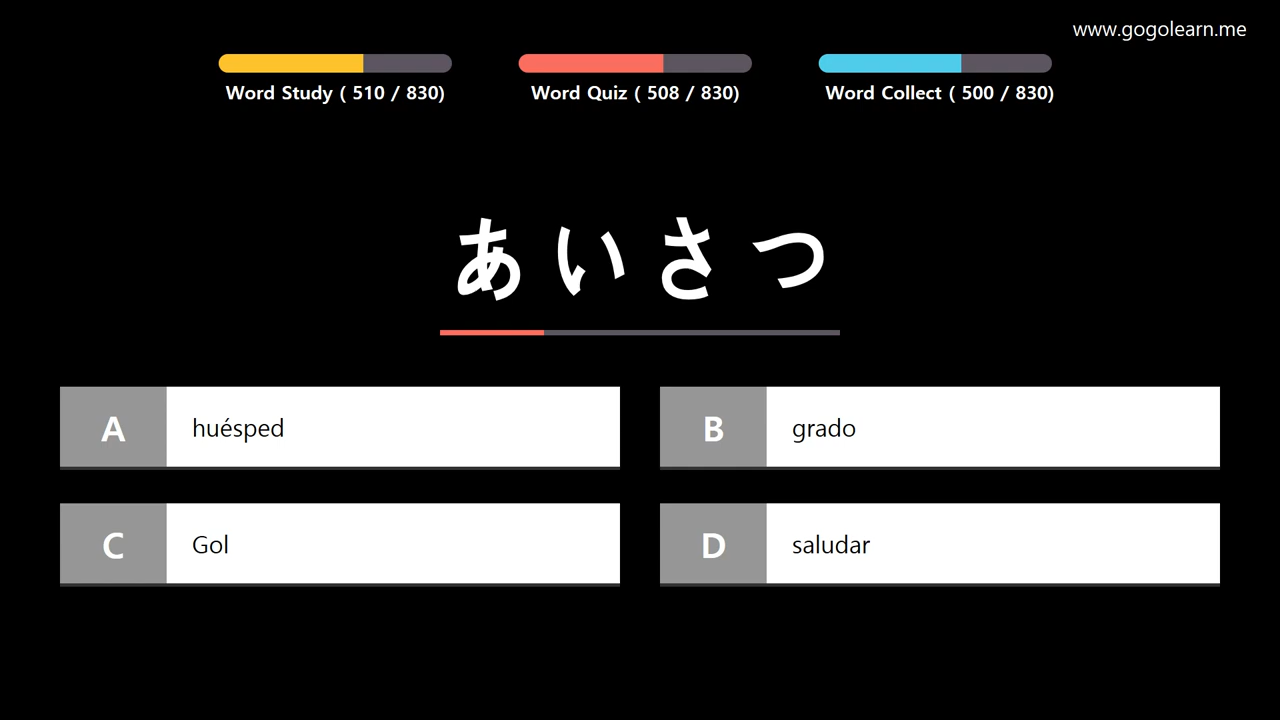 www.gogolearn.me
Word Study ( 510 / 830)
Word Quiz ( 508 / 830)
Word Collect ( 500 / 830)
あいさつ
A huésped
B grado
C Gol
D saludar